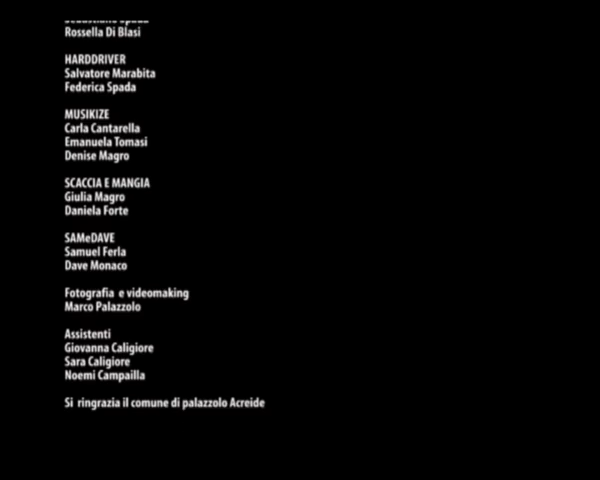 Rossella Di Blasi
HARDDRIVER
Salvatore Marabita
Federica Spada
MUSIKIZE
Carla Cantarella
Emanuela Tomasi
Denise Magro
SCACCIA E MANGIA
Giulia Magro
Daniela Forte
SAMeDAVE
Samuel Ferla
Dave Monaco
Fotografia e videomaking
Marco Palazzolo
Assistenti
Giovanna Caligiore
Sara Caligiore
Noemi Campailla
Si ringrazia il comune di palazzolo Acreide